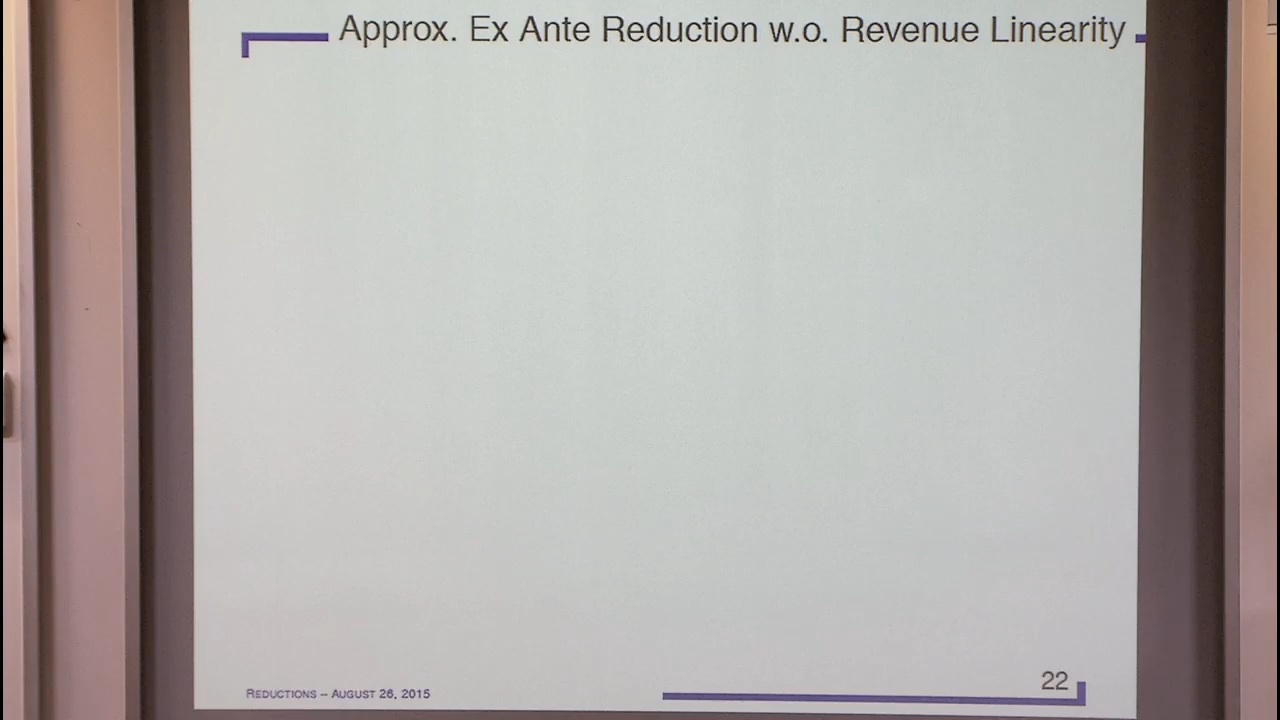 Approx. Ex Ante Reduction w.o. Revenue Linearity
22
REDUCTIONS – AUGUST 26, 2015